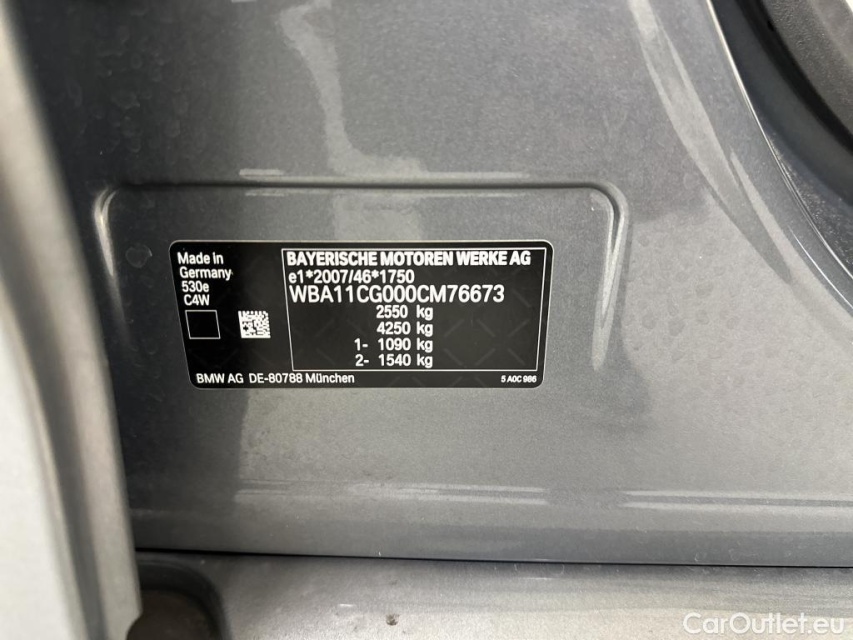 Made in
Germany
530e
C4W
BAYERISCHE MOTOREN WERKE AG
e1*2007/46*1750
WBA11CG000CM76673
2550 kg
4250 kg
1- 1090 kg
2- 1540 kg
BMW AG DE-80788 München
5 A0C 986
CarOutlet.eu